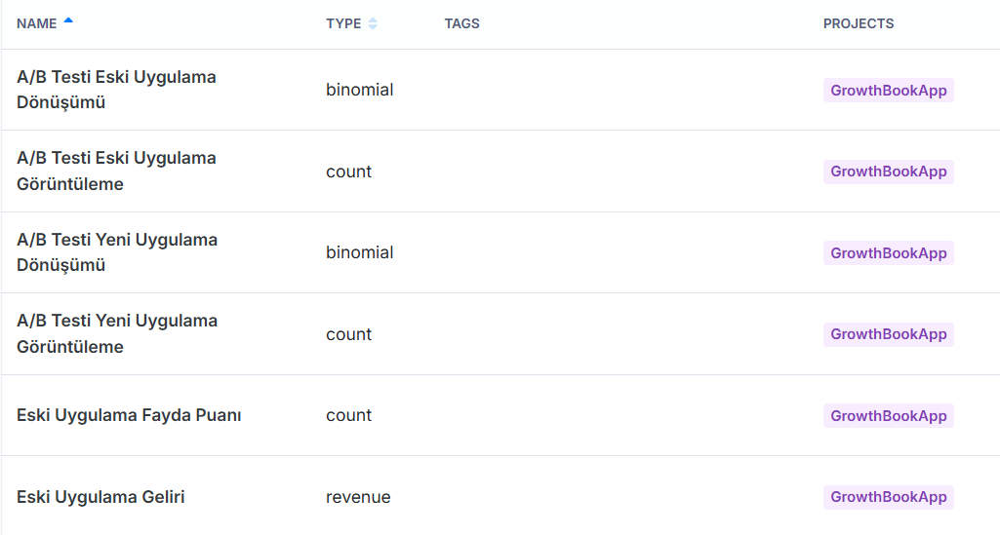 NAME TYPE TAGS PROJECTS
A/B Testi Eski Uygulama
Dönüşümü
binomial
GrowthBookApp
A/B Testi Eski Uygulama
Görüntüleme
count
GrowthBookApp
A/B Testi Yeni Uygulama
Dönüşümü
binomial
GrowthBookApp
A/B Testi Yeni Uygulama
Görüntüleme
count
GrowthBookApp
Eski Uygulama Fayda Puanı count GrowthBookApp
Eski Uygulama Geliri revenue GrowthBookApp